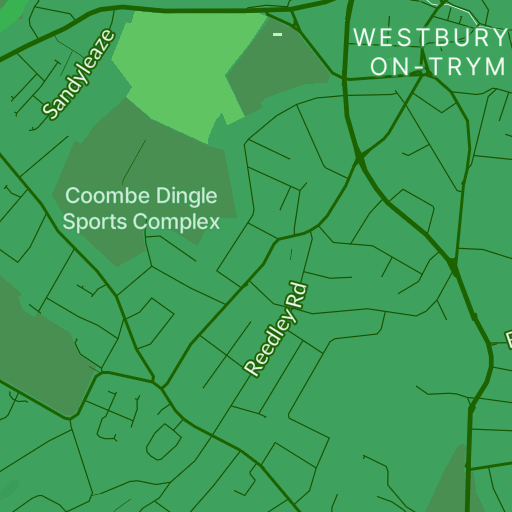 WESTBURY
ON-TRYM
Sandyleaze
Coombe Dingle
Sports Complex
Reedley Rd